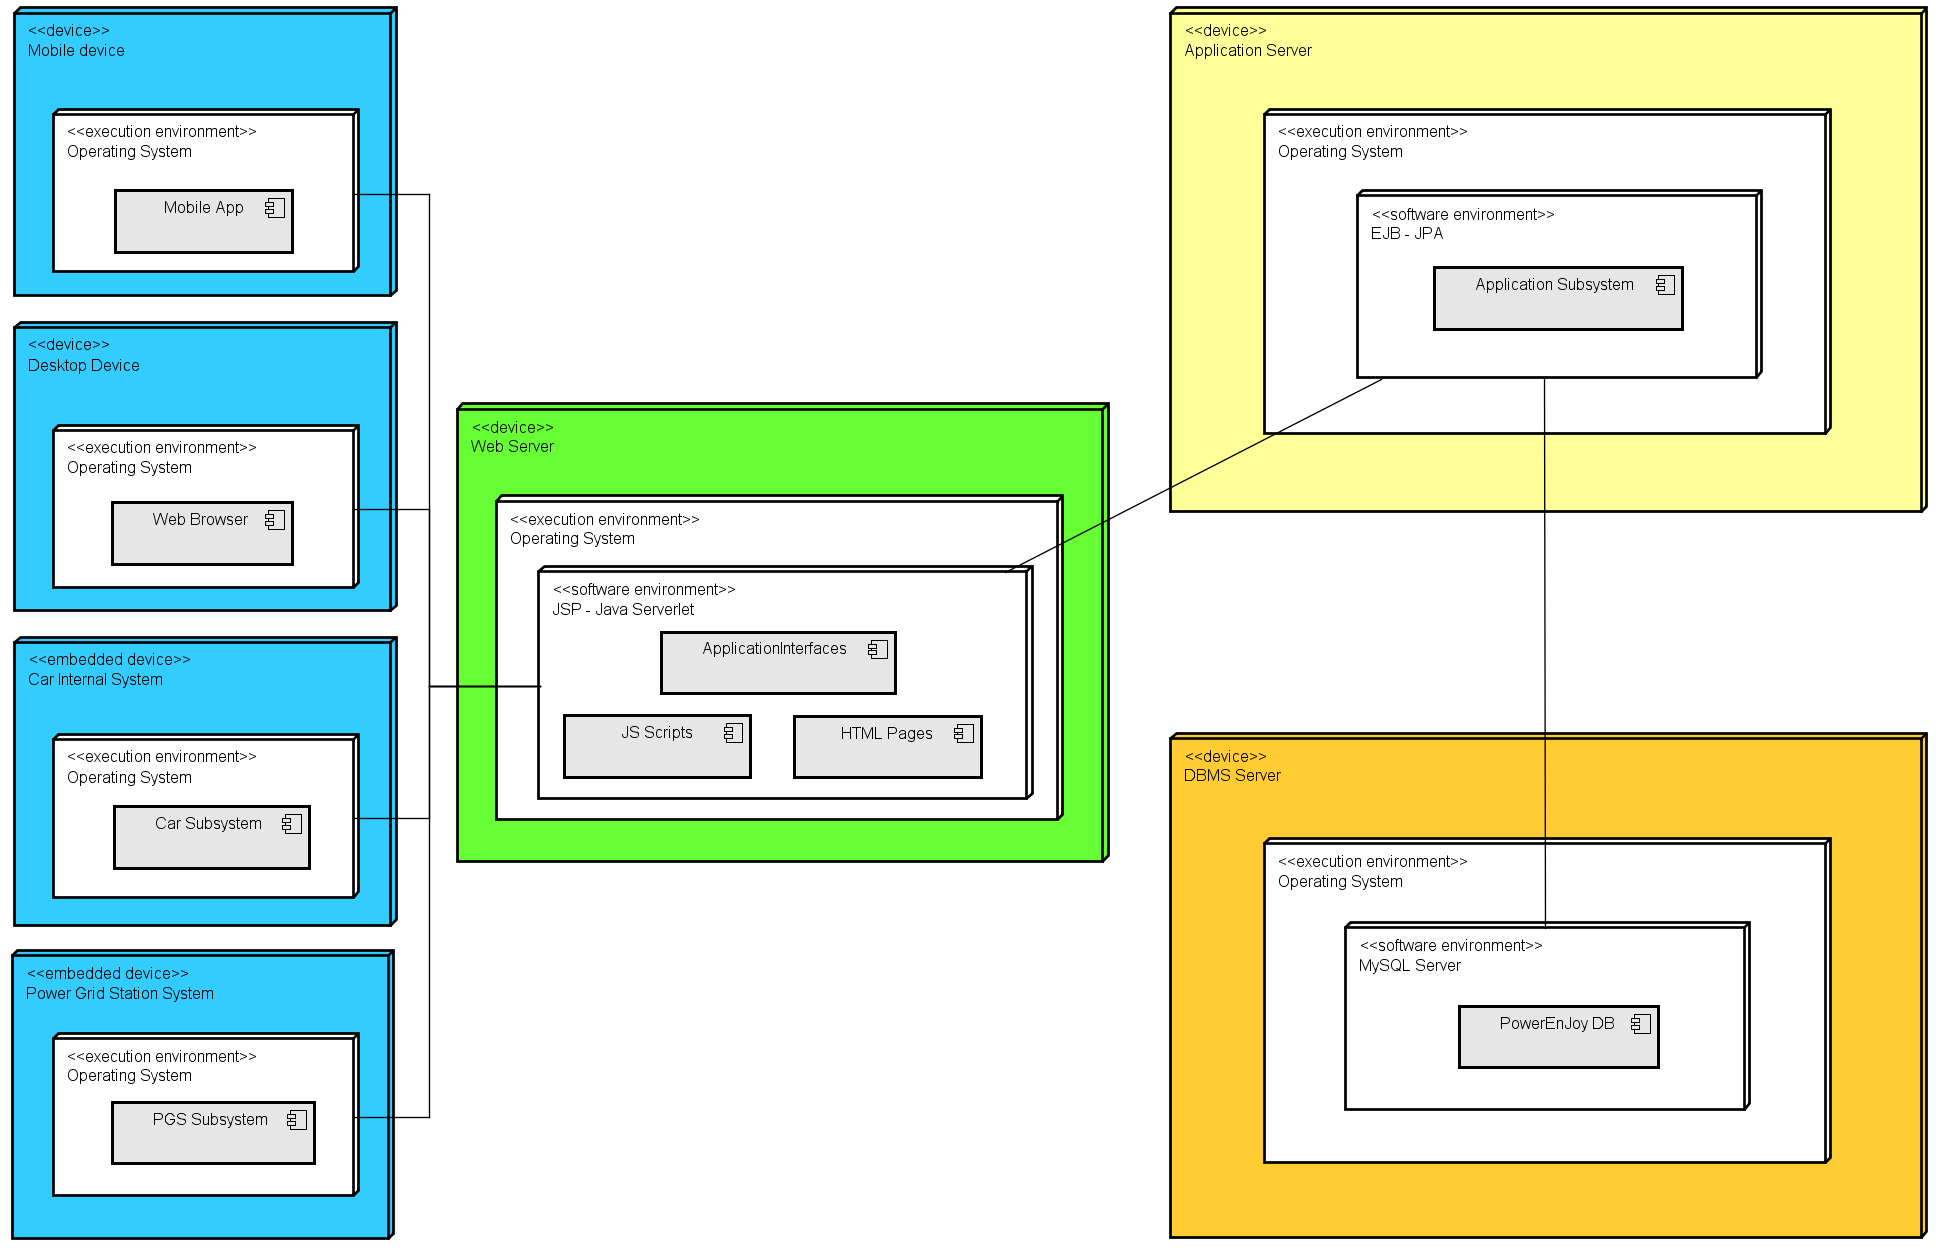 <<device>>
Mobile device
<<execution environment>>
Operating System
Mobile App
<<device>>
Desktop Device
<<execution environment>>
Operating System
Web Browser
<<embedded device>>
Car Internal System
<<execution environment>>
Operating System
Car Subsystem
<<embedded device>>
Power Grid Station System
<<execution environment>>
Operating System
PGS Subsystem
<<device>>
Web Server
<<execution environment>>
Operating System
<<software environment>>
JSP - Java Serverlet
ApplicationInterfaces
JS Scripts
HTML Pages
<<device>>
Application Server
<<execution environment>>
Operating System
<<software environment>>
EJB - JPA
Application Subsystem
<<device>>
DBMS Server
<<execution environment>>
Operating System
<<software environment>>
MySQL Server
PowerEnJoy DB